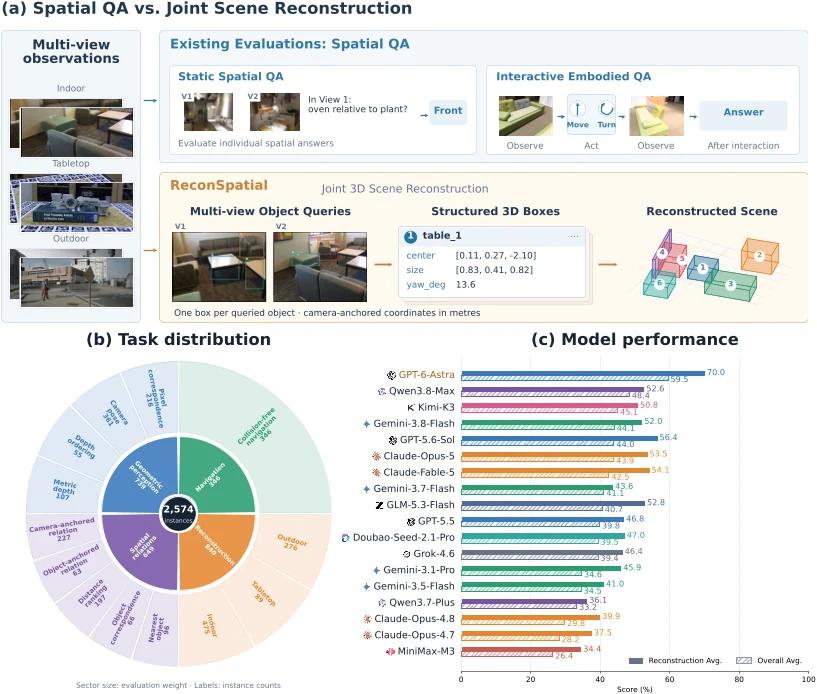 (a) Spatial QA vs. Joint Scene Reconstruction
Multi-view
observations
Indoor
Tabletop
Outdoor
Existing Evaluations: Spatial QA
Static Spatial QA
V1
V2
In View 1:
oven relative to plant?
Front
Evaluate individual spatial answers
Interactive Embodied QA
Move
Turn
Answer
Observe
Act
Observe
After interaction
ReconSpatial
Joint 3D Scene Reconstruction
Multi-view Object Queries
V1
V2
Structured 3D Boxes
1
table_1
...
center [0.11, 0.27, -2.10]
size [0.83, 0.41, 0.82]
yaw_deg 13.6
Reconstructed Scene
4
5
1
2
6
3
One box per queried object · camera-anchored coordinates in metres
(b) Task distribution
Pixel
correspondence
216
Camera
pose
361
Depth
ordering
55
Metric
depth
107
Camera-anchored
relation
227
Object-anchored
relation
63
Distance
ranking
197
Object
correspondence
66
Nearest
object
96
Indoor
475
Tabletop
89
Outdoor
276
Collision-free
navigation
346
Geometric
perception
739
Navigation
346
Spatial
relations
649
Reconstruction
840
2,574
instances
Sector size: evaluation weight · Labels: instance counts
(c) Model performance
GPT-6-Astra 70.0
59.5
Qwen3.8-Max 52.6
48.4
Kimi-K3 50.8
45.1
Gemini-3.8-Flash 52.0
44.1
GPT-5.6-Sol 56.4
44.0
Claude-Opus-5 53.5
43.9
Claude-Fable-5 54.1
42.5
Gemini-3.7-Flash 43.6
41.1
GLM-5.3-Flash 52.8
40.7
GPT-5.5 46.8
39.8
Doubao-Seed-2.1-Pro 47.0
39.5
Grok-4.6 46.4
39.4
Gemini-3.1-Pro 45.9
34.6
Gemini-3.5-Flash 41.0
34.5
Qwen3.7-Plus 36.1
33.2
Claude-Opus-4.8 39.9
29.8
Claude-Opus-4.7 37.5
28.2
MiniMax-M3 34.4
26.4
Reconstruction Avg.
Overall Avg.
0 20 40 60 80 100
Score (%)